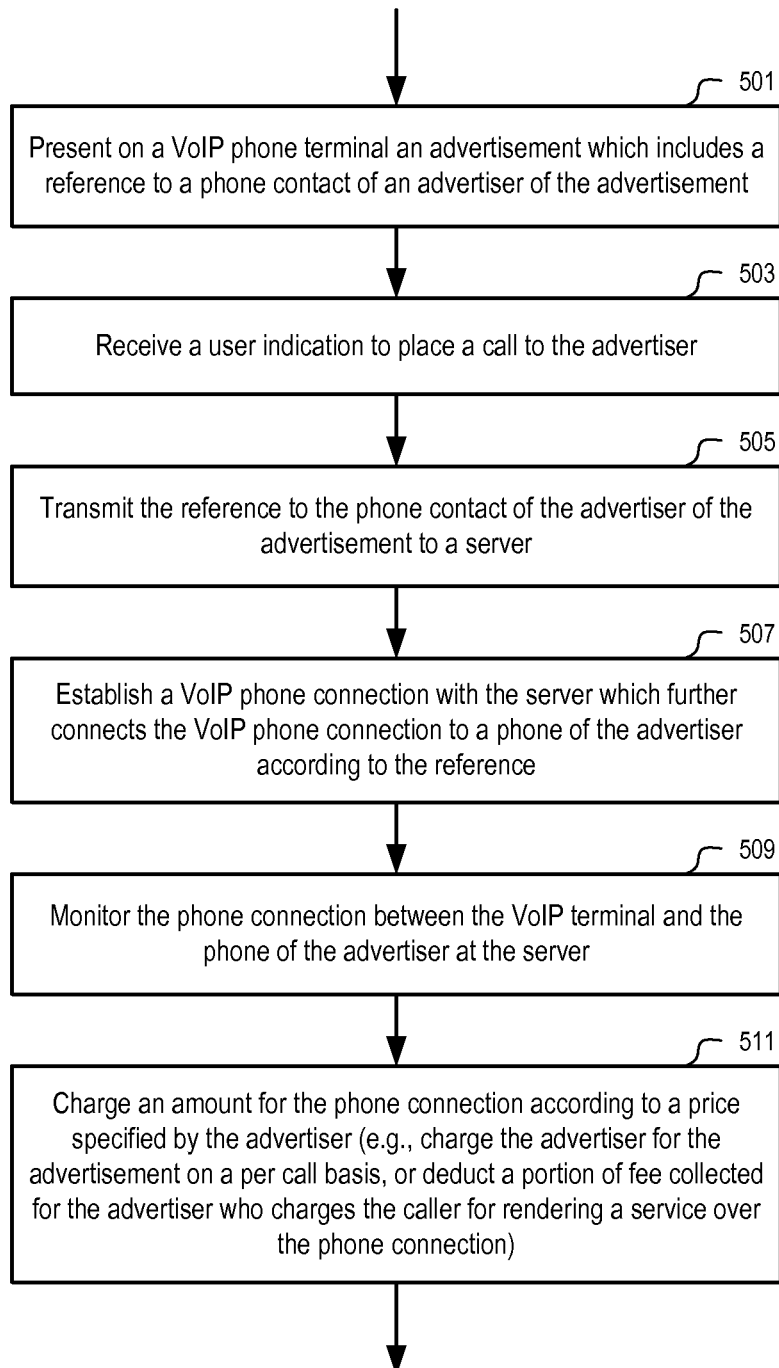 501
Present on a VoIP phone terminal an advertisement which includes a
reference to a phone contact of an advertiser of the advertisement
503
Receive a user indication to place a call to the advertiser
505
Transmit the reference to the phone contact of the advertiser of the
advertisement to a server
507
Establish a VoIP phone connection with the server which further
connects the VoIP phone connection to a phone of the advertiser
according to the reference
509
Monitor the phone connection between the VoIP terminal and the
phone of the advertiser at the server
511
Charge an amount for the phone connection according to a price
specified by the advertiser (e.g., charge the advertiser for the
advertisement on a per call basis, or deduct a portion of fee collected
for the advertiser who charges the caller for rendering a service over
the phone connection)